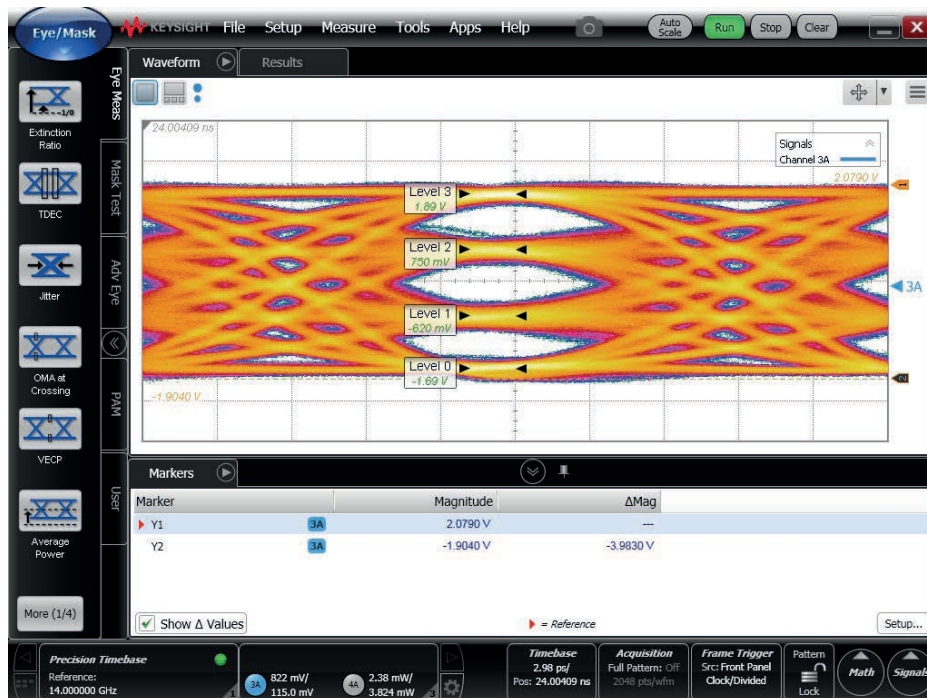 Eye/Mask
KEYSIGHT File Setup Measure Tools Apps Help
Auto Scale
Run
Stop
Clear
Waveform Results
Eye Meas
Mask Test
Adv Eye
PAM
User
Extinction
Ratio
TDEC
Jitter
OMA at
Crossing
VECP
Average
Power
More (1/4)
24.00409 ns
Signals
Channel 3A
2.0790 V
Level 3
1.89 V
Level 2
750 mV
3A
Level 1
-620 mV
Level 0
-1.69 V
-1.9040 V
1
2
Markers
Marker Magnitude ΔMag
Y1 3A 2.0790 V ---
Y2 3A -1.9040 V -3.9830 V
Show Δ Values
= Reference
Setup...
Precision Timebase
Reference:
14.000000 GHz
3A 822 mV/
115.0 mV
4A 2.38 mW/
3.824 mW
Timebase
2.98 ps/
Pos: 24.00409 ns
Acquisition
Full Pattern: Off
2048 pts/wfm
Frame Trigger
Src: Front Panel
Clock/Divided
Pattern
Lock
Math
Signals